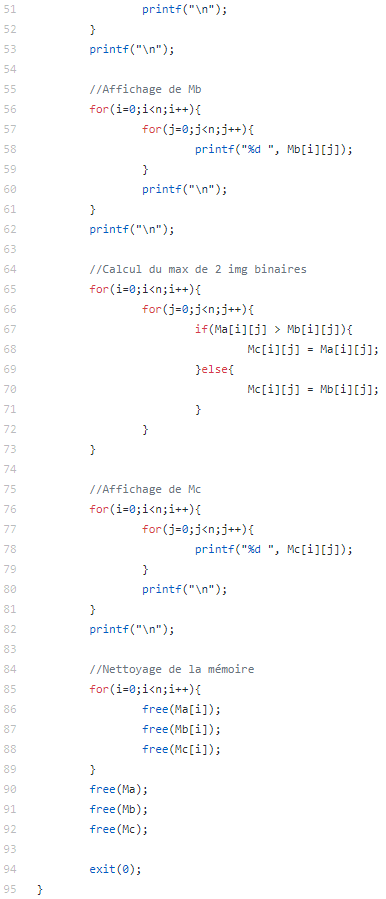 51 printf("\n");
52 }
53 printf("\n");
54
55 //Affichage de Mb
56 for(i=0;i<n;i++){
57 for(j=0;j<n;j++){
58 printf("%d ", Mb[i][j]);
59 }
60 printf("\n");
61 }
62 printf("\n");
63
64 //Calcul du max de 2 img binaires
65 for(i=0;i<n;i++){
66 for(j=0;j<n;j++){
67 if(Ma[i][j] > Mb[i][j]){
68 Mc[i][j] = Ma[i][j];
69 }else{
70 Mc[i][j] = Mb[i][j];
71 }
72 }
73 }
74
75 //Affichage de Mc
76 for(i=0;i<n;i++){
77 for(j=0;j<n;j++){
78 printf("%d ", Mc[i][j]);
79 }
80 printf("\n");
81 }
82 printf("\n");
83
84 //Nettoyage de la mémoire
85 for(i=0;i<n;i++){
86 free(Ma[i]);
87 free(Mb[i]);
88 free(Mc[i]);
89 }
90 free(Ma);
91 free(Mb);
92 free(Mc);
93
94 exit(0);
95 }